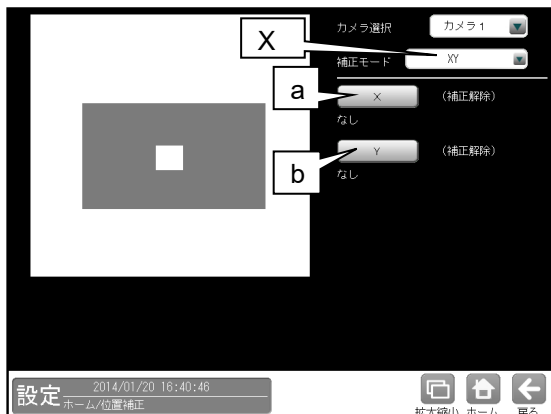 X
カメラ選択
カメラ1
補正モード
XY
a
X
(補正解除)
なし
b
Y
(補正解除)
なし
設定
2014/01/20 16:40:46
ホーム/位置補正
拡大縮小 ホーム 戻る